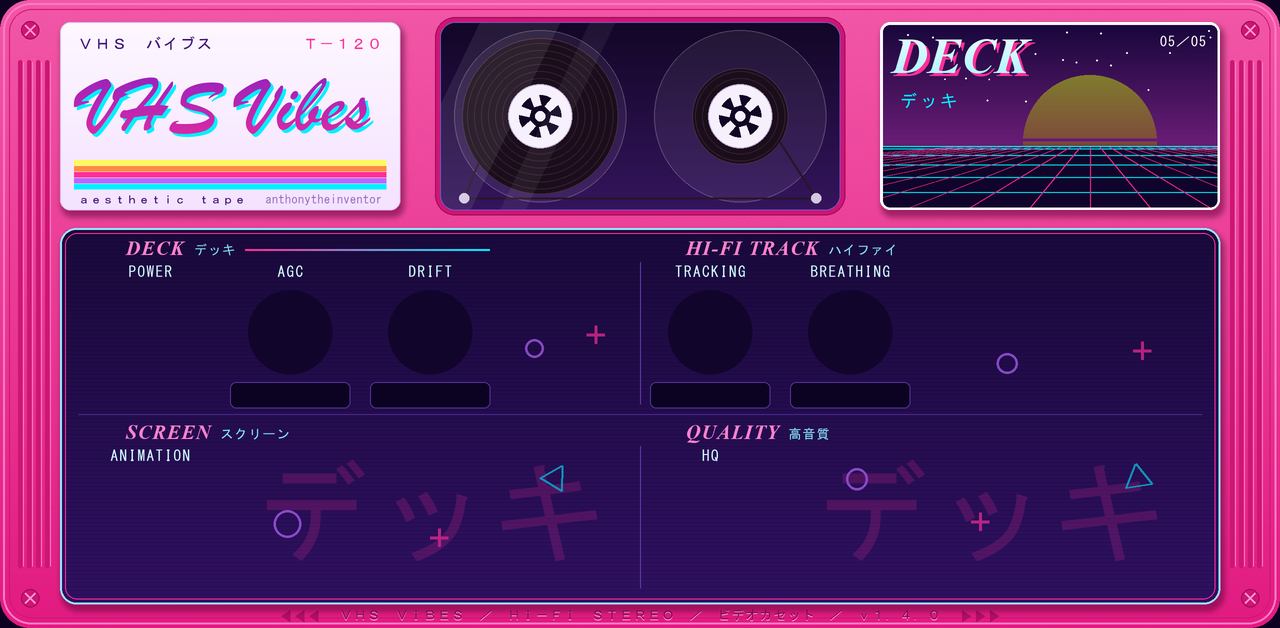 VHS バイブス T-120
VHS Vibes
aesthetic tape anthonytheinventor
DECK 05/05
デッキ
DECK デッキ
POWER AGC DRIFT
HI-FI TRACK ハイファイ
TRACKING BREATHING
SCREEN スクリーン
ANIMATION
デッキ
QUALITY 高音質
HQ
デッキ
VHS VIBES / HI-FI STEREO / ビデオカセット / v1.4.0